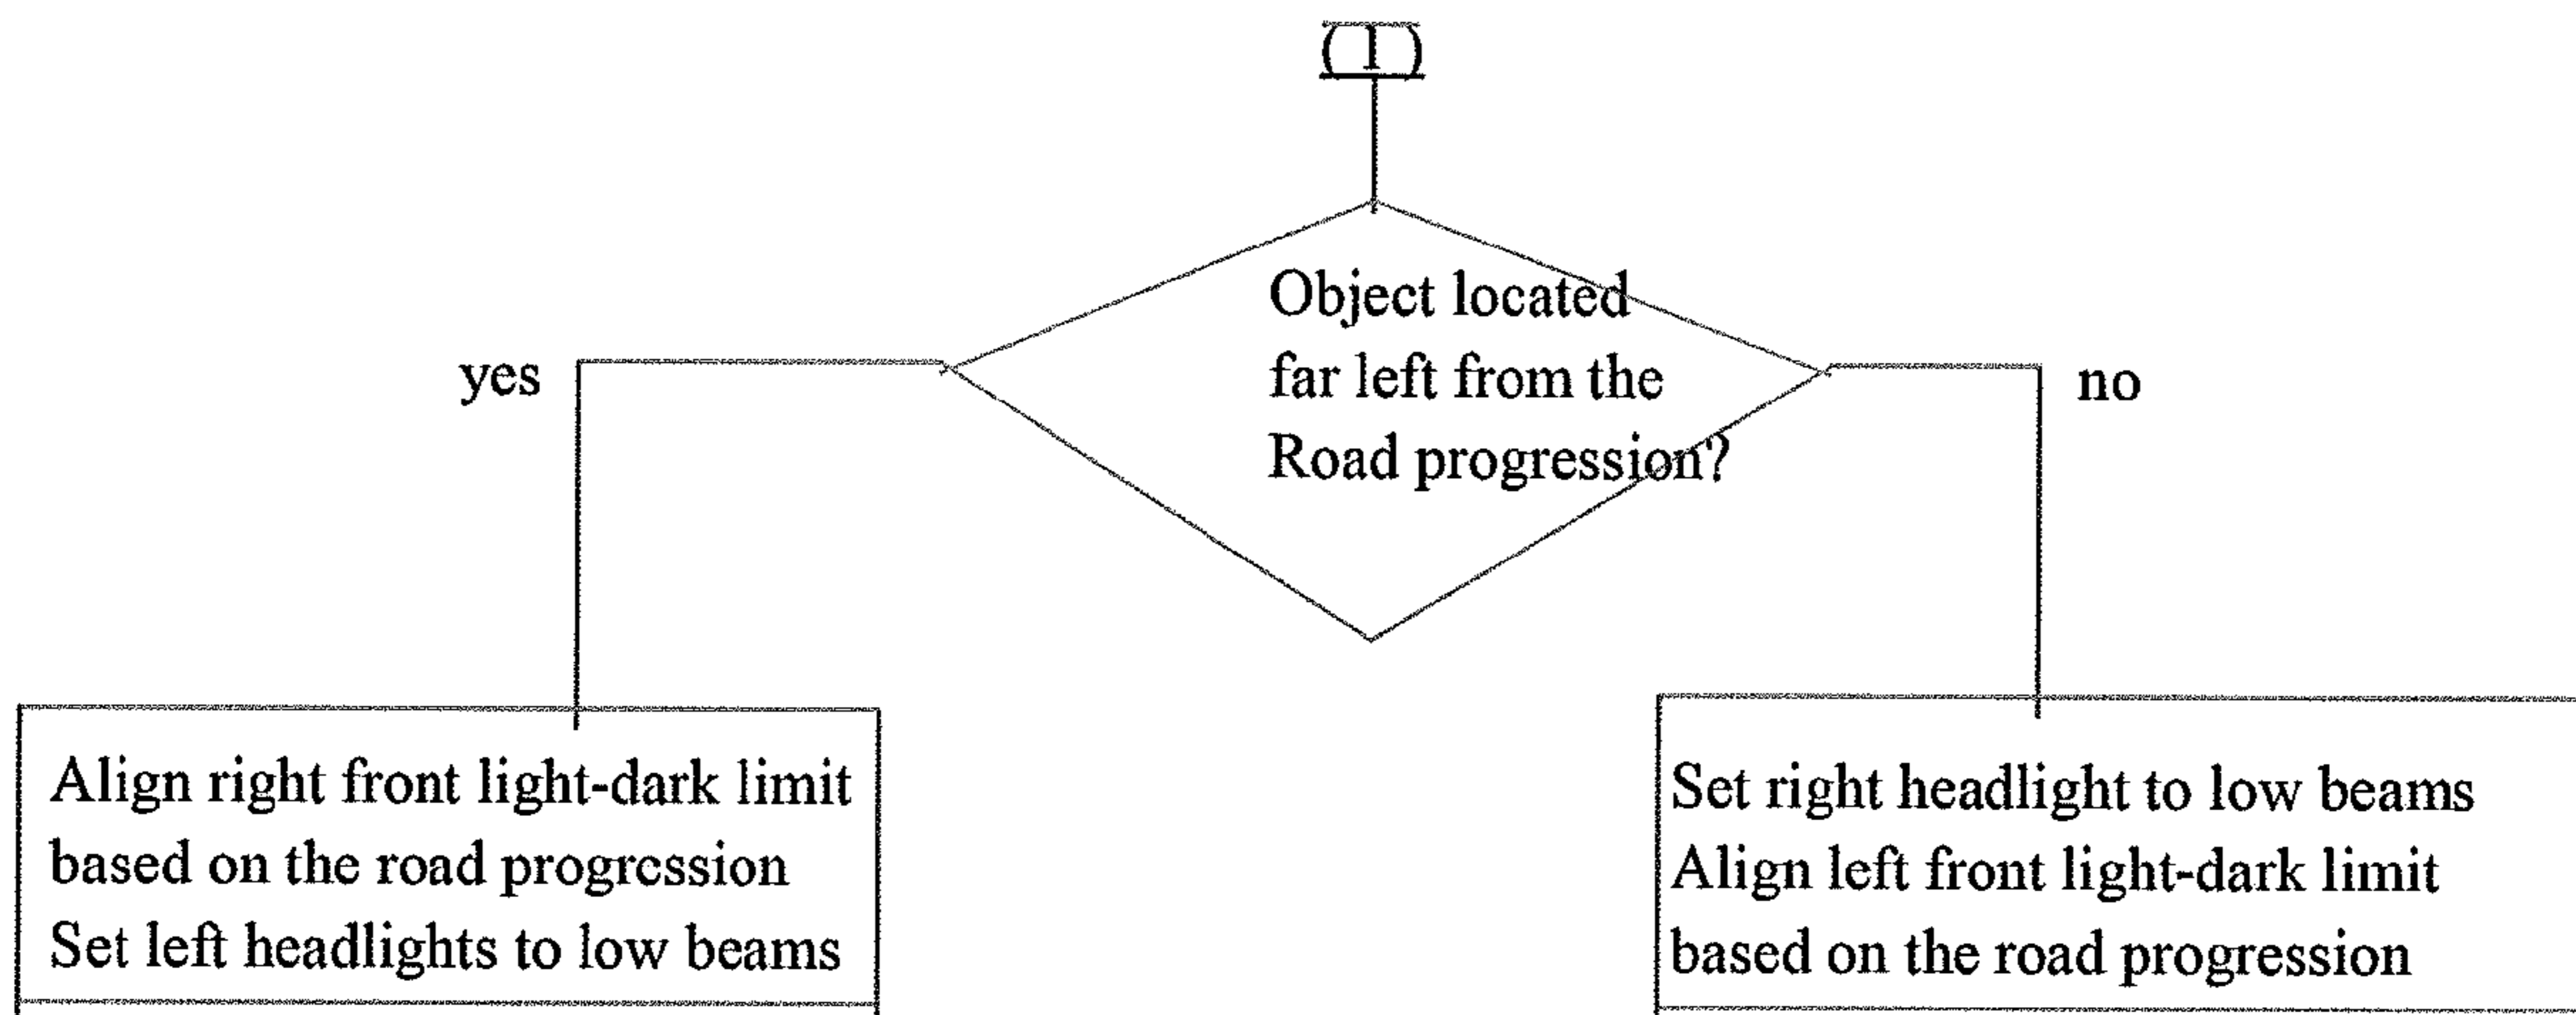 (1)
Object located
far left from the
Road progression?
yes
no
Align right front light-dark limit
based on the road progression
Set left headlights to low beams
Set right headlight to low beams
Align left front light-dark limit
based on the road progression